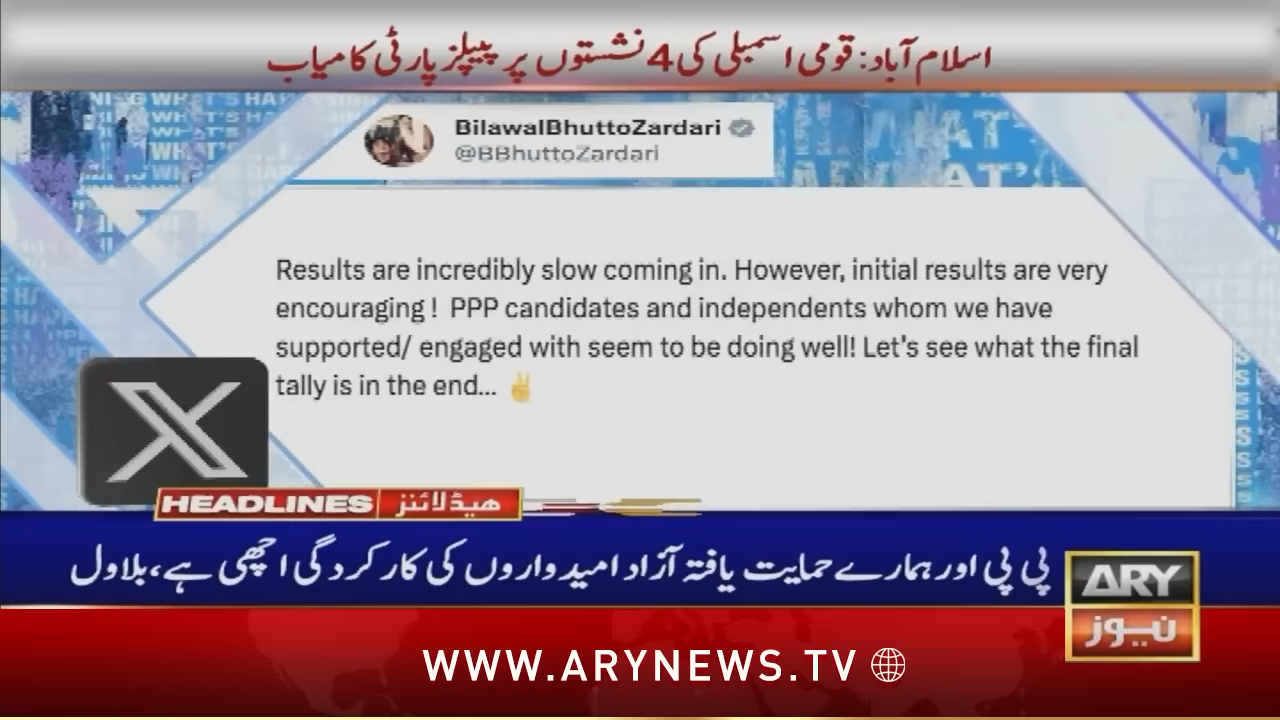 اسلام آباد: قومی اسمبلی کی 4 نشستوں پر پیپلز پارٹی کامیاب
BilawalBhuttoZardari
@BBhuttoZardari
Results are incredibly slow coming in. However, initial results are very
encouraging ! PPP candidates and independents whom we have
supported/ engaged with seem to be doing well! Let's see what the final
tally is in the end... ✌
HEADLINES ہیڈلائنز
پی پی اور ہمارے حمایت یافتہ آزاد امیدواروں کی کارکردگی اچھی ہے، بلاول
ARY
نیوز
WWW.ARYNEWS.TV